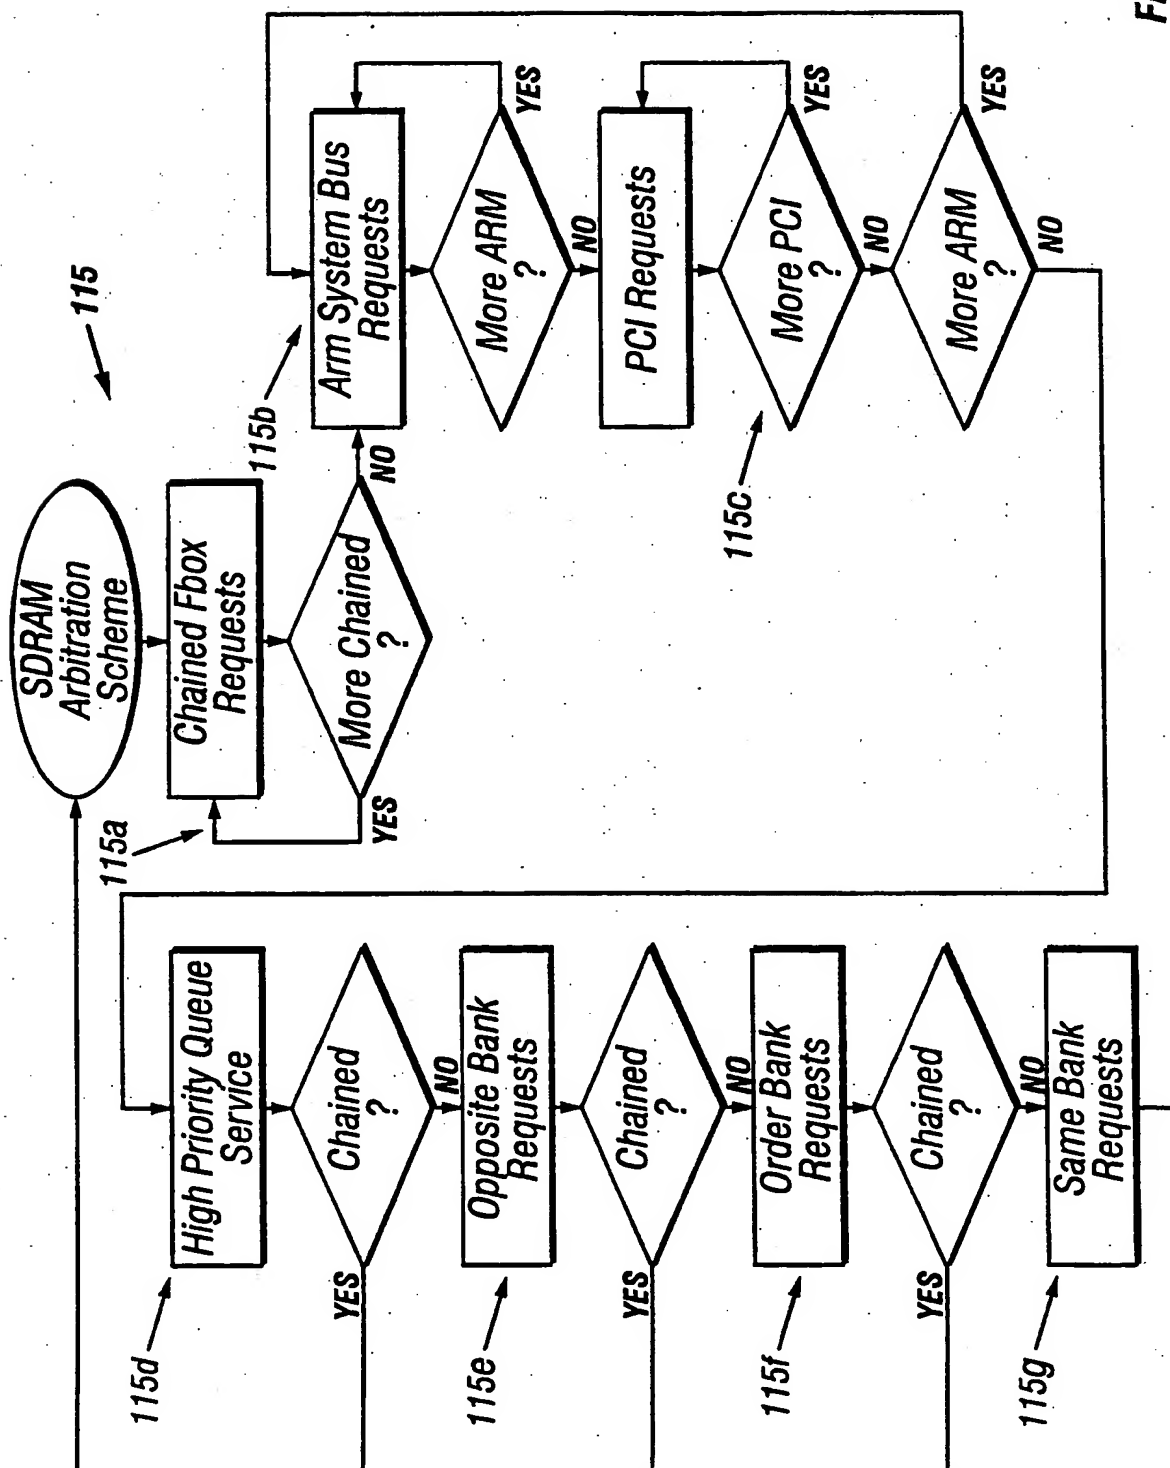 SDRAM
Arbitration
Scheme
115
115a
Chained Fbox
Requests
More Chained
?
YES
NO
115b
Arm System Bus
Requests
More ARM
?
YES
NO
PCI Requests
115c
More PCI
?
YES
NO
More ARM
?
YES
NO
115d
High Priority Queue
Service
Chained
?
YES
NO
115e
Opposite Bank
Requests
Chained
?
YES
NO
115f
Order Bank
Requests
Chained
?
YES
NO
115g
Same Bank
Requests